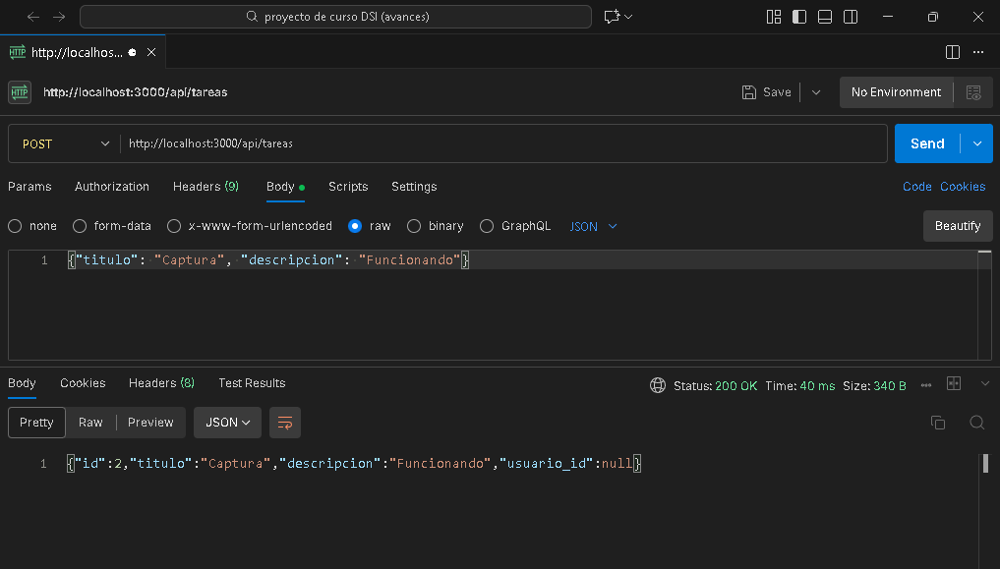 proyecto de curso DSI (avances)
HTTP http://localhos...
HTTP http://localhost:3000/api/tareas Save No Environment
POST http://localhost:3000/api/tareas Send
Params Authorization Headers (9) Body Scripts Settings Code Cookies
none form-data x-www-form-urlencoded raw binary GraphQL JSON Beautify
1 {"titulo": "Captura", "descripcion": "Funcionando"}
Body Cookies Headers (8) Test Results Status: 200 OK Time: 40 ms Size: 340 B
Pretty Raw Preview JSON
1 {"id":2,"titulo":"Captura","descripcion":"Funcionando","usuario_id":null}